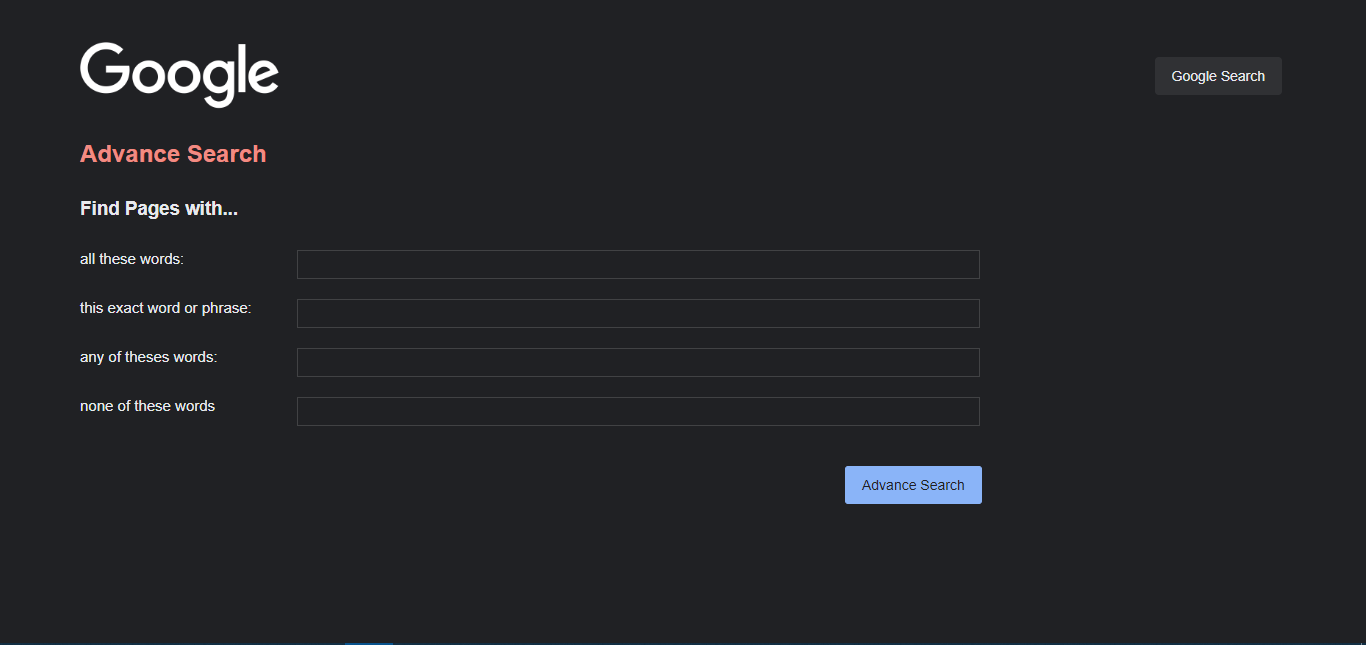 Google
Google Search
Advance Search
Find Pages with...
all these words:
this exact word or phrase:
any of theses words:
none of these words
Advance Search